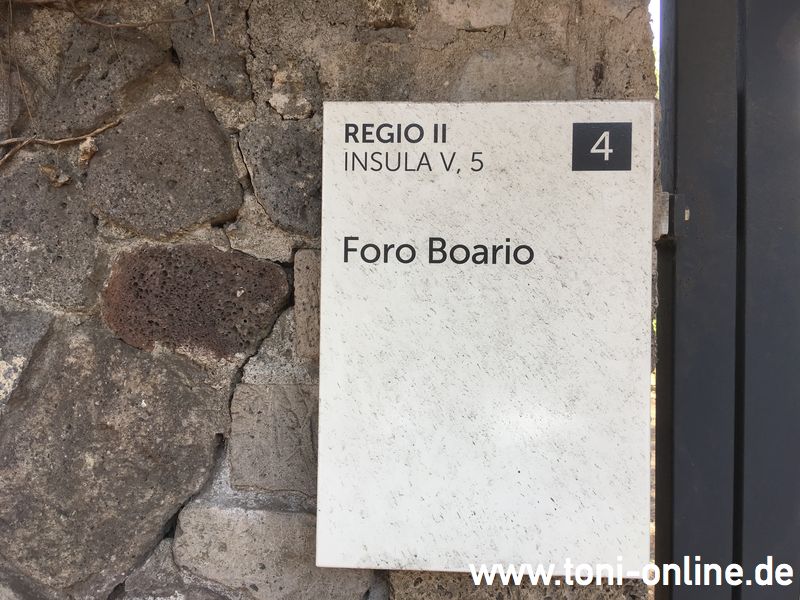 REGIO II
INSULA V, 5
4
Foro Boario
www.toni-online.de